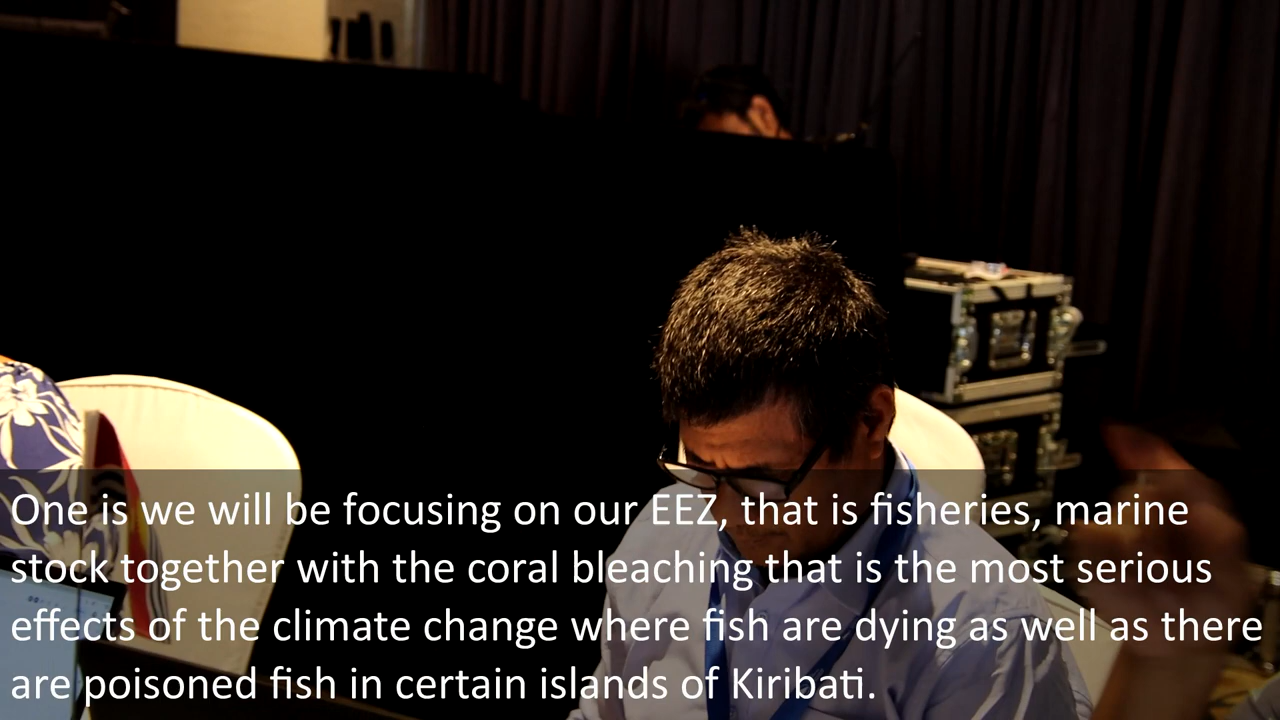 One is we will be focusing on our EEZ, that is fisheries, marine
stock together with the coral bleaching that is the most serious
effects of the climate change where fish are dying as well as there
are poisoned fish in certain islands of Kiribati.